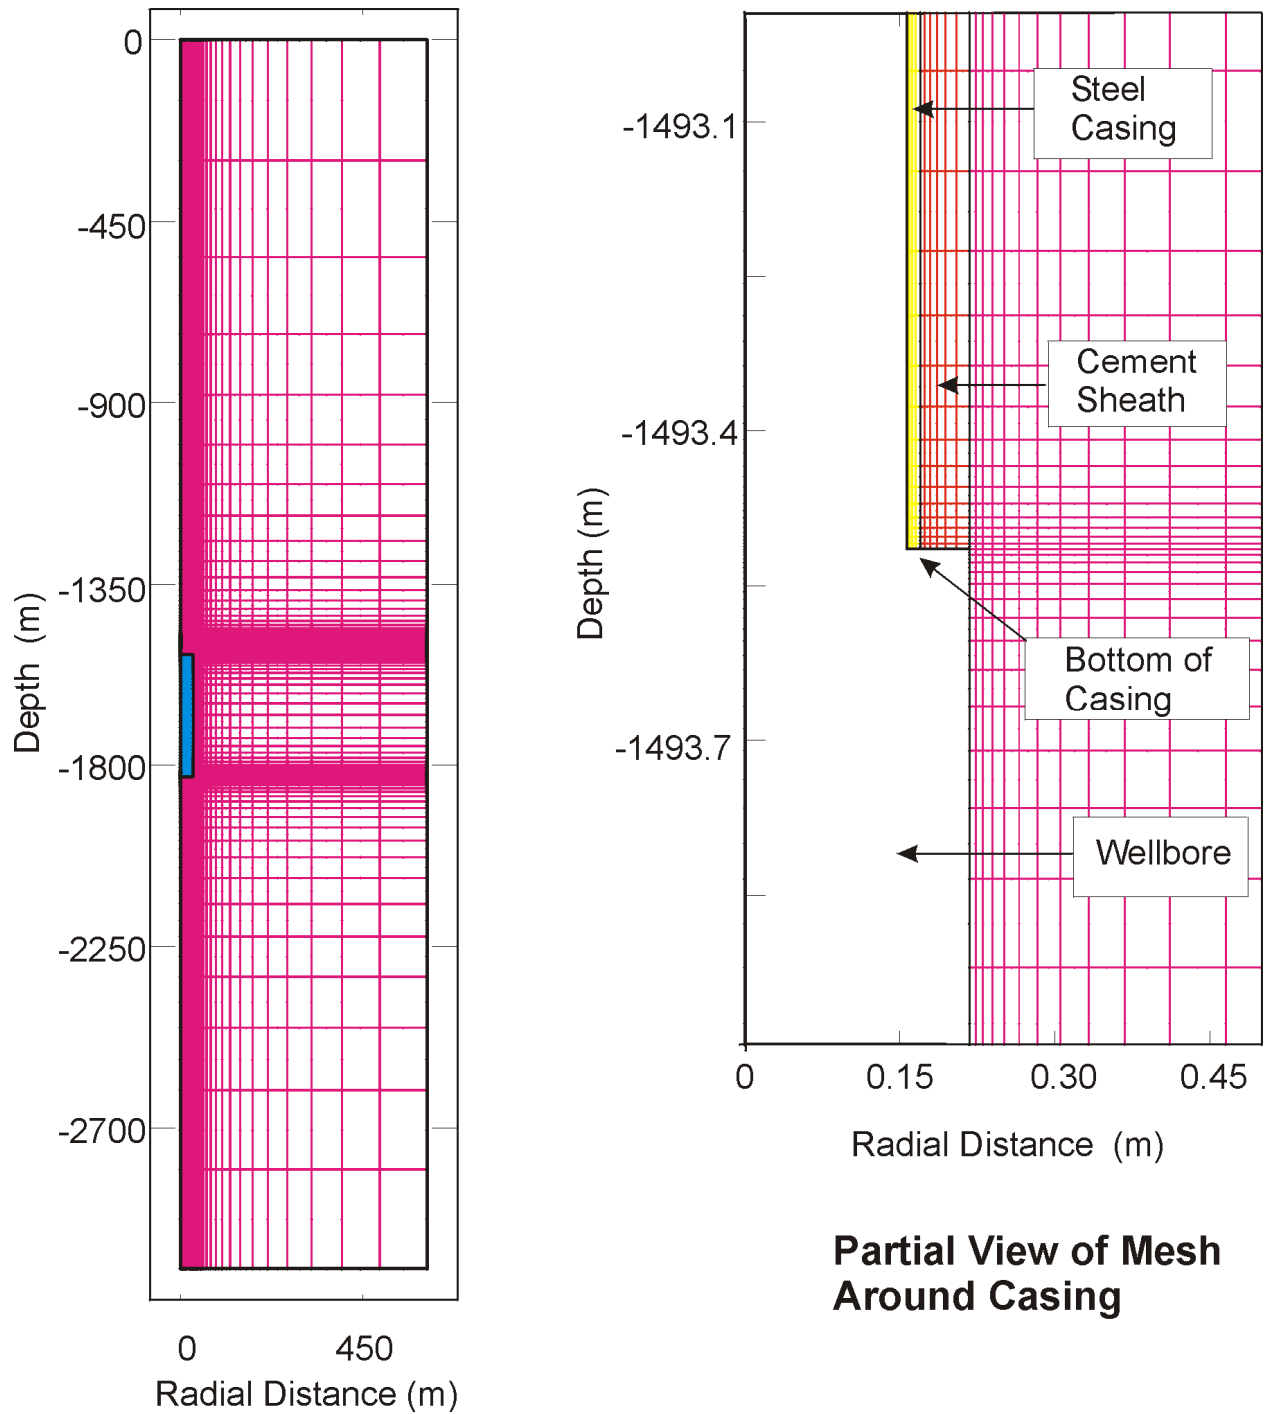 0
-450
-900
-1350
-1800
-2250
-2700
Depth (m)
0 450
Radial Distance (m)
-1493.1
-1493.4
-1493.7
Depth (m)
Steel
Casing
Cement
Sheath
Bottom of
Casing
Wellbore
0 0.15 0.30 0.45
Radial Distance (m)
Partial View of Mesh
Around Casing